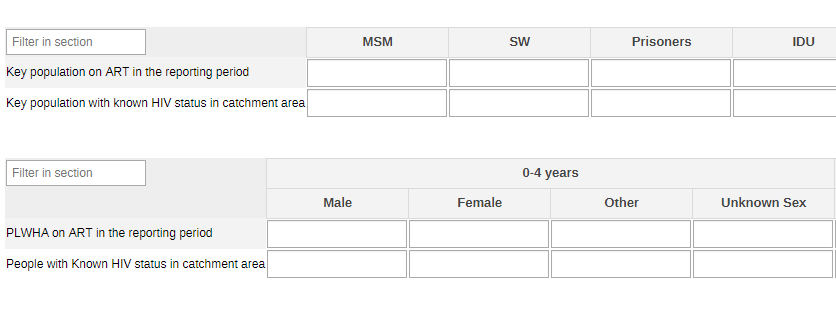 Filter in section MSM SW Prisoners IDU
Key population on ART in the reporting period
Key population with known HIV status in catchment area
Filter in section 0-4 years
Male Female Other Unknown Sex
PLWHA on ART in the reporting period
People with Known HIV status in catchment area